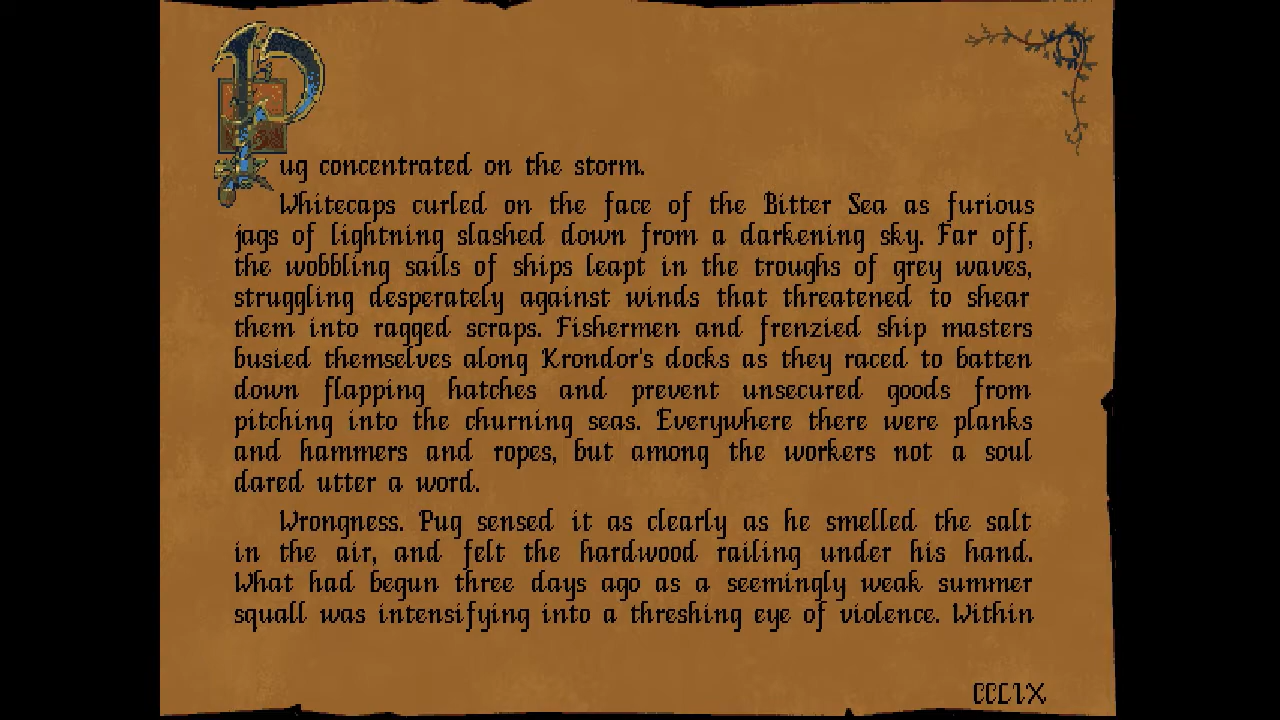 Pug concentrated on the storm.
Whitecaps curled on the face of the Bitter Sea as furious
jags of lightning slashed down from a darkening sky. Far off,
the wobbling sails of ships leapt in the troughs of grey waves,
struggling desperately against winds that threatened to shear
them into ragged scraps. Fishermen and frenzied ship masters
busied themselves along Krondor's docks as they raced to batten
down flapping hatches and prevent unsecured goods from
pitching into the churning seas. Everywhere there were planks
and hammers and ropes, but among the workers not a soul
dared utter a word.
Wrongness. Pug sensed it as clearly as he smelled the salt
in the air, and felt the hardwood railing under his hand.
What had begun three days ago as a seemingly weak summer
squall was intensifying into a threshing eye of violence. Within
CCCLIX